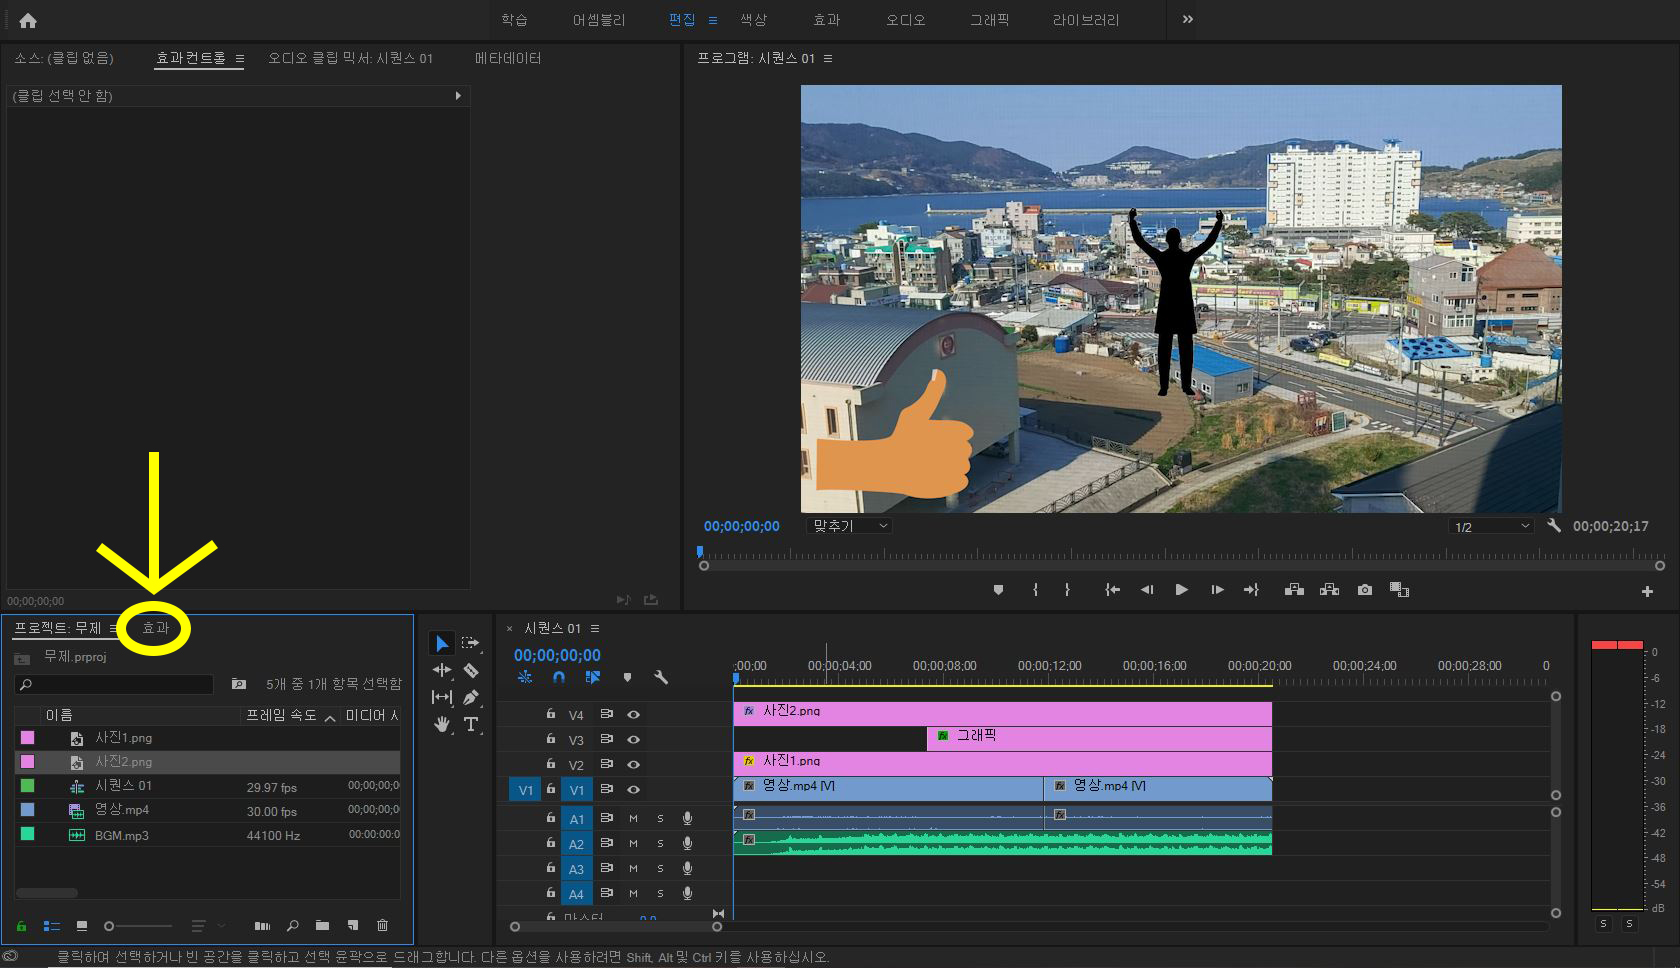 학습 어셈블리 편집 색상 효과 오디오 그래픽 라이브러리
소스: (클립 없음) 효과 컨트롤 오디오 클립 믹서: 시퀀스 01 메타데이터
(클립 선택 안 함)
00;00;00;00
프로그램: 시퀀스 01
00;00;00;00 맞추기 1/2 00;00;20;17
프로젝트: 무제 효과
무제.prproj
5개 중 1개 항목 선택함
이름 프레임 속도 미디어 시
사진1.png
사진2.png
시퀀스 01 29.97 fps 00;00;00;0
영상.mp4 30.00 fps 00;00;00;0
BGM.mp3 44100 Hz 00:00:00:0
시퀀스 01
00;00;00;00
;00;00 00;00;04;00 00;00;08;00 00;00;12;00 00;00;16;00 00;00;20;00 00;00;24;00 00;00;28;00 0
V4 fx 사진2.png
V3 fx 그래픽
V2 fx 사진1.png
V1 V1 fx 영상.mp4 [V] fx 영상.mp4 [V]
A1 M S fx fx
A2 M S fx
A3 M S
A4 M S
마스터 0.0
0
-6
-12
-18
-24
-30
-36
-42
-48
-54
dB
S S
클릭하여 선택하거나 빈 공간을 클릭하고 선택 윤곽으로 드래그합니다. 다른 옵션을 사용하려면 Shift, Alt 및 Ctrl 키를 사용하십시오.